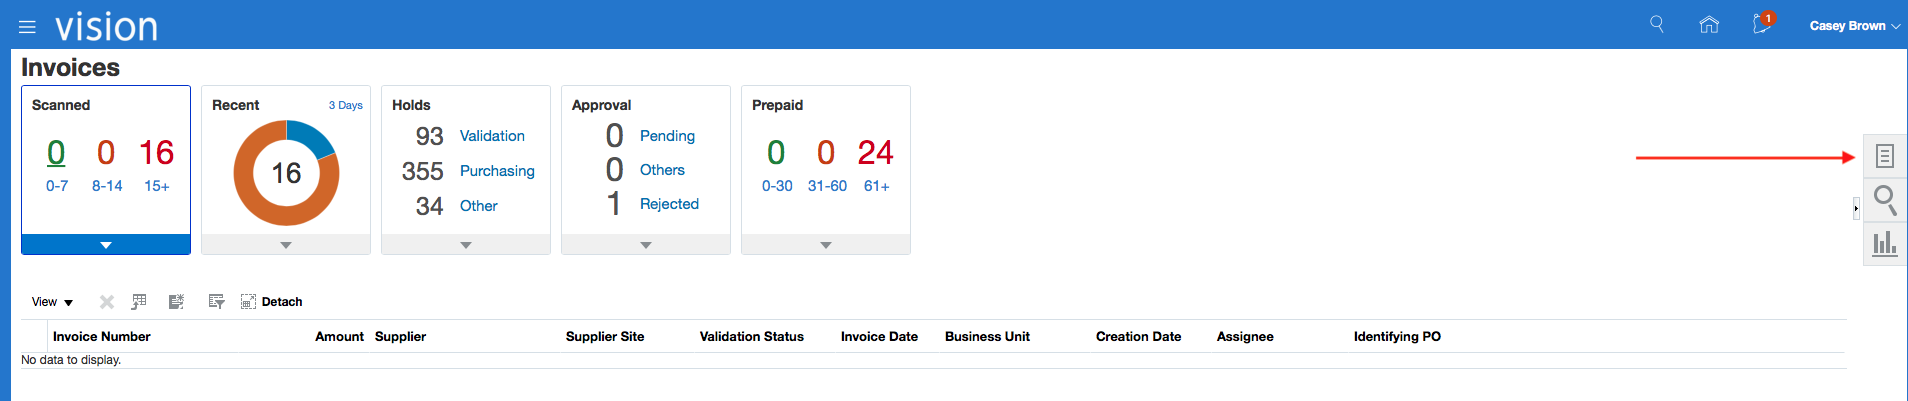 vision
1
Casey Brown
Invoices
Scanned
0 0 16
0-7 8-14 15+
Recent 3 Days
16
Holds
93 Validation
355 Purchasing
34 Other
Approval
0 Pending
0 Others
1 Rejected
Prepaid
0 0 24
0-30 31-60 61+
View Detach
Invoice Number Amount Supplier Supplier Site Validation Status Invoice Date Business Unit Creation Date Assignee Identifying PO
No data to display.